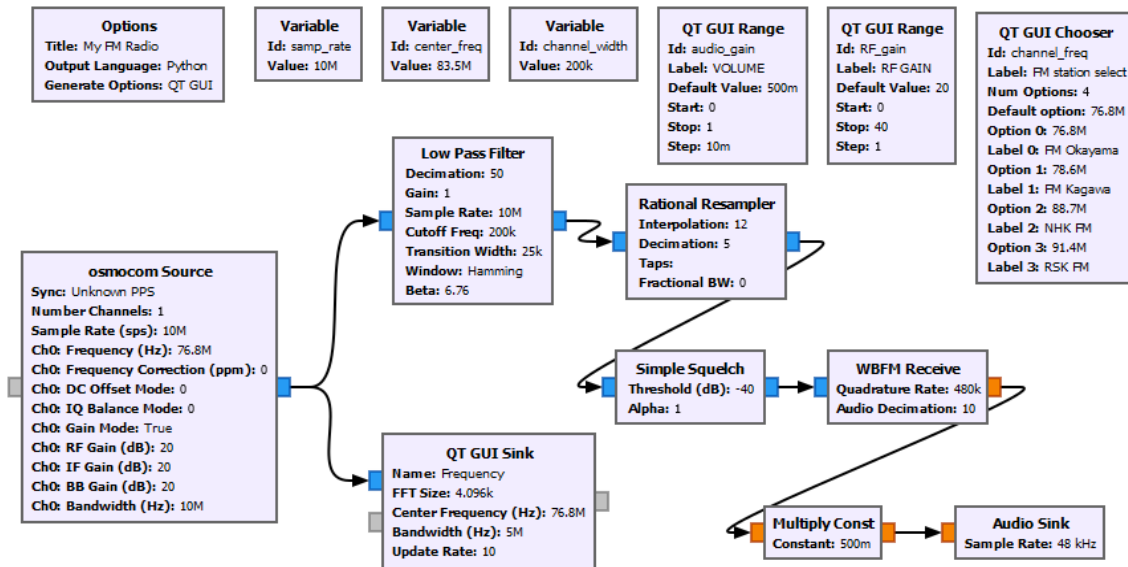 Options
Title: My FM Radio
Output Language: Python
Generate Options: QT GUI
Variable
Id: samp_rate
Value: 10M
Variable
Id: center_freq
Value: 83.5M
Variable
Id: channel_width
Value: 200k
QT GUI Range
Id: audio_gain
Label: VOLUME
Default Value: 500m
Start: 0
Stop: 1
Step: 10m
QT GUI Range
Id: RF_gain
Label: RF GAIN
Default Value: 20
Start: 0
Stop: 40
Step: 1
QT GUI Chooser
Id: channel_freq
Label: FM station select
Num Options: 4
Default option: 76.8M
Option 0: 76.8M
Label 0: FM Okayama
Option 1: 78.6M
Label 1: FM Kagawa
Option 2: 88.7M
Label 2: NHK FM
Option 3: 91.4M
Label 3: RSK FM
Low Pass Filter
Decimation: 50
Gain: 1
Sample Rate: 10M
Cutoff Freq: 200k
Transition Width: 25k
Window: Hamming
Beta: 6.76
Rational Resampler
Interpolation: 12
Decimation: 5
Taps:
Fractional BW: 0
osmocom Source
Sync: Unknown PPS
Number Channels: 1
Sample Rate (sps): 10M
Ch0: Frequency (Hz): 76.8M
Ch0: Frequency Correction (ppm): 0
Ch0: DC Offset Mode: 0
Ch0: IQ Balance Mode: 0
Ch0: Gain Mode: True
Ch0: RF Gain (dB): 20
Ch0: IF Gain (dB): 20
Ch0: BB Gain (dB): 20
Ch0: Bandwidth (Hz): 10M
Simple Squelch
Threshold (dB): -40
Alpha: 1
WBFM Receive
Quadrature Rate: 480k
Audio Decimation: 10
QT GUI Sink
Name: Frequency
FFT Size: 4.096k
Center Frequency (Hz): 76.8M
Bandwidth (Hz): 5M
Update Rate: 10
Multiply Const
Constant: 500m
Audio Sink
Sample Rate: 48 kHz